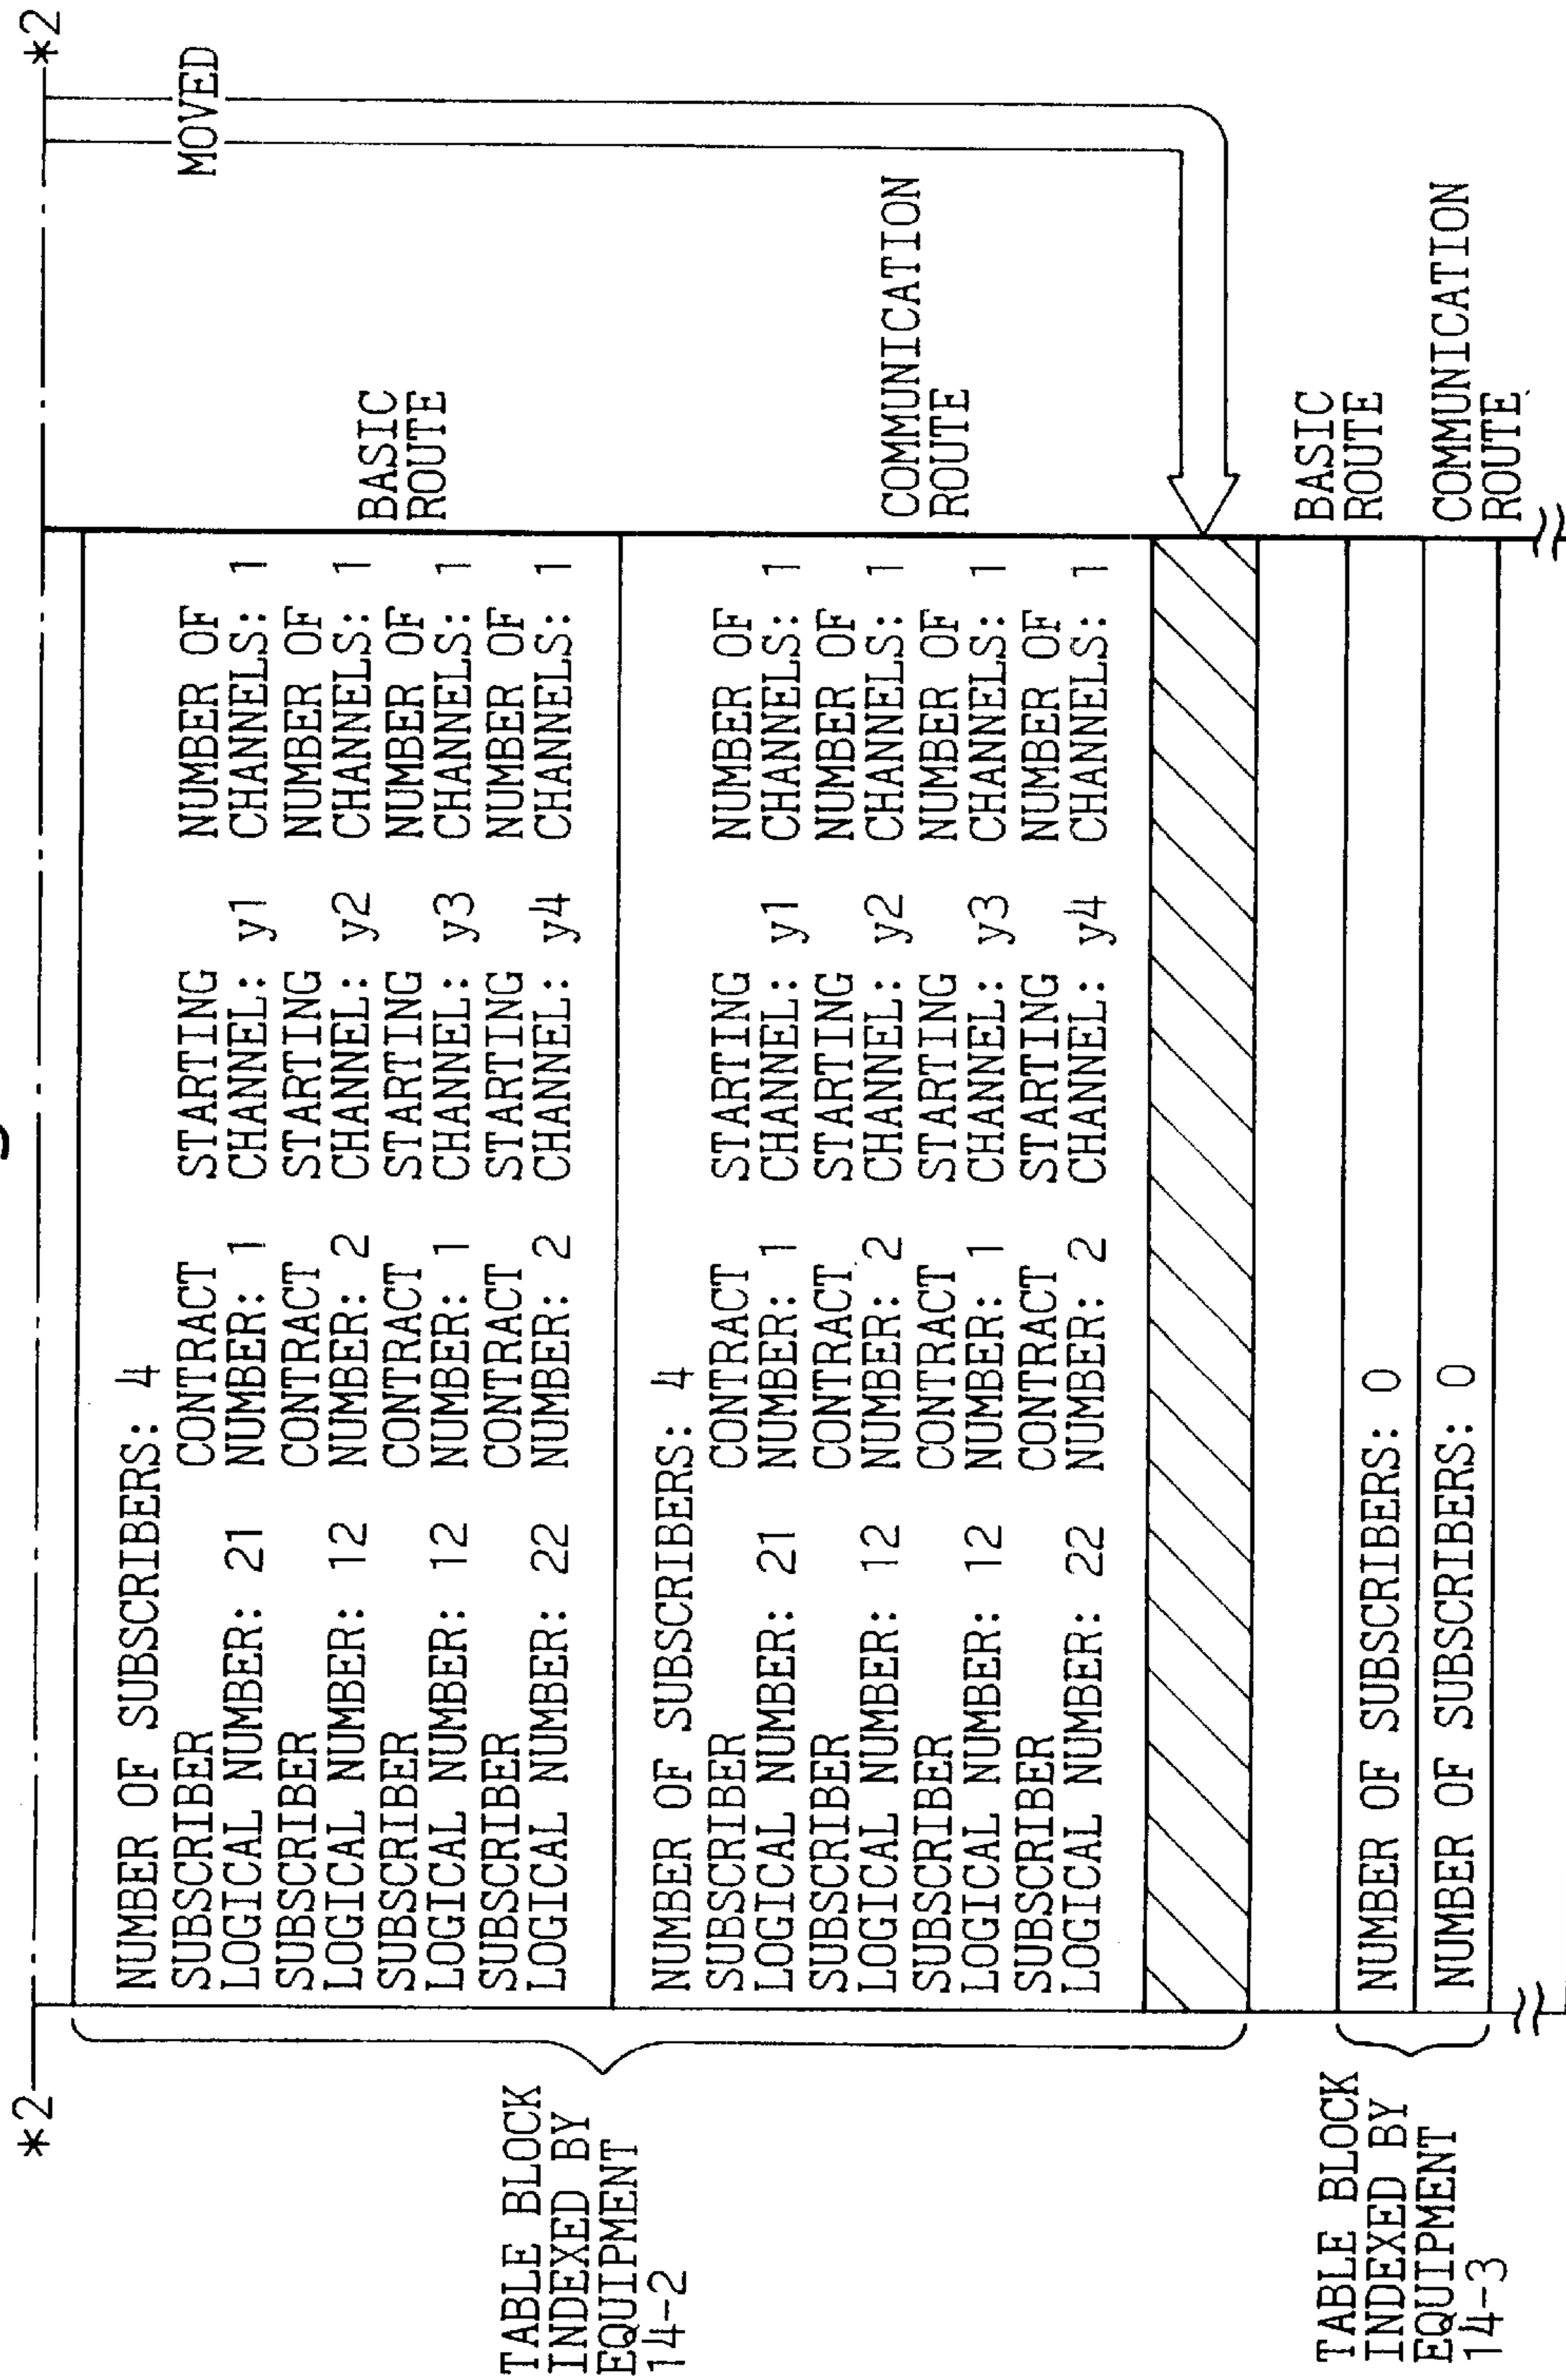 *2
*2
MOVED
NUMBER OF SUBSCRIBERS: 4
SUBSCRIBER CONTRACT STARTING NUMBER OF
LOGICAL NUMBER: 21 NUMBER: 1 CHANNEL: y1 CHANNELS: 1
SUBSCRIBER CONTRACT STARTING NUMBER OF
LOGICAL NUMBER: 12 NUMBER: 2 CHANNEL: y2 CHANNELS: 1
SUBSCRIBER CONTRACT STARTING NUMBER OF
LOGICAL NUMBER: 12 NUMBER: 1 CHANNEL: y3 CHANNELS: 1
SUBSCRIBER CONTRACT STARTING NUMBER OF
LOGICAL NUMBER: 22 NUMBER: 2 CHANNEL: y4 CHANNELS: 1
BASIC
ROUTE
TABLE BLOCK
INDEXED BY
EQUIPMENT
14-2
NUMBER OF SUBSCRIBERS: 4
SUBSCRIBER CONTRACT STARTING NUMBER OF
LOGICAL NUMBER: 21 NUMBER: 1 CHANNEL: y1 CHANNELS: 1
SUBSCRIBER CONTRACT STARTING NUMBER OF
LOGICAL NUMBER: 12 NUMBER: 2 CHANNEL: y2 CHANNELS: 1
SUBSCRIBER CONTRACT STARTING NUMBER OF
LOGICAL NUMBER: 12 NUMBER: 1 CHANNEL: y3 CHANNELS: 1
SUBSCRIBER CONTRACT STARTING NUMBER OF
LOGICAL NUMBER: 22 NUMBER: 2 CHANNEL: y4 CHANNELS: 1
COMMUNICATION
ROUTE
TABLE BLOCK
INDEXED BY
EQUIPMENT
14-3
NUMBER OF SUBSCRIBERS: 0
BASIC
ROUTE
NUMBER OF SUBSCRIBERS: 0
COMMUNICATION
ROUTE